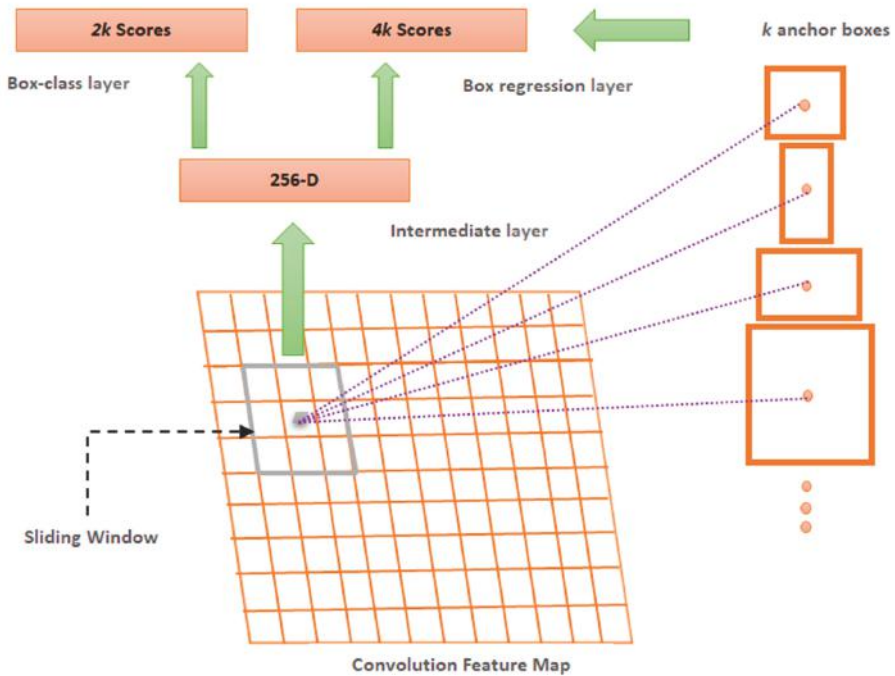 2k Scores
4k Scores
k anchor boxes
Box-class layer
Box regression layer
256-D
Intermediate layer
Sliding Window
Convolution Feature Map